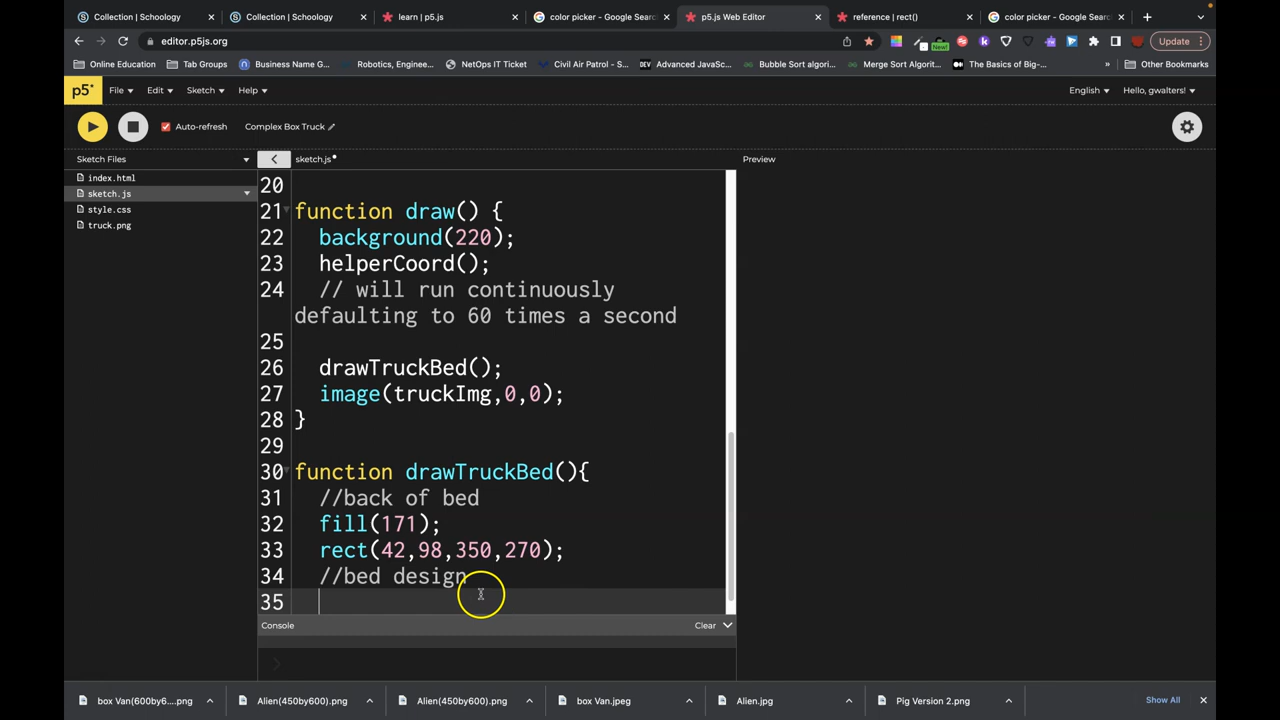 Collection | Schoology
Collection | Schoology
learn | p5.js
color picker - Google Search
p5.js Web Editor
reference | rect()
color picker - Google Searc
editor.p5js.org
New!
Update
Online Education
Tab Groups
Business Name G...
Robotics, Enginee...
NetOps IT Ticket
Civil Air Patrol - S...
DEV
Advanced JavaSc...
Bubble Sort algori...
Merge Sort Algorit...
The Basics of Big-...
»
Other Bookmarks
p5*
File
Edit
Sketch
Help
English
Hello, gwalters!
Auto-refresh
Complex Box Truck
Sketch Files
sketch.js
Preview
index.html
sketch.js
style.css
truck.png
20
21 function draw() {
22 background(220);
23 helperCoord();
24 // will run continuously
defaulting to 60 times a second
25
26 drawTruckBed();
27 image(truckImg,0,0);
28 }
29
30 function drawTruckBed(){
31 //back of bed
32 fill(171);
33 rect(42,98,350,270);
34 //bed design
35
Console
Clear
box Van(600by6....png
Alien(450by600).png
Alien(450by600).png
box Van.jpeg
Alien.jpg
Pig Version 2.png
Show All